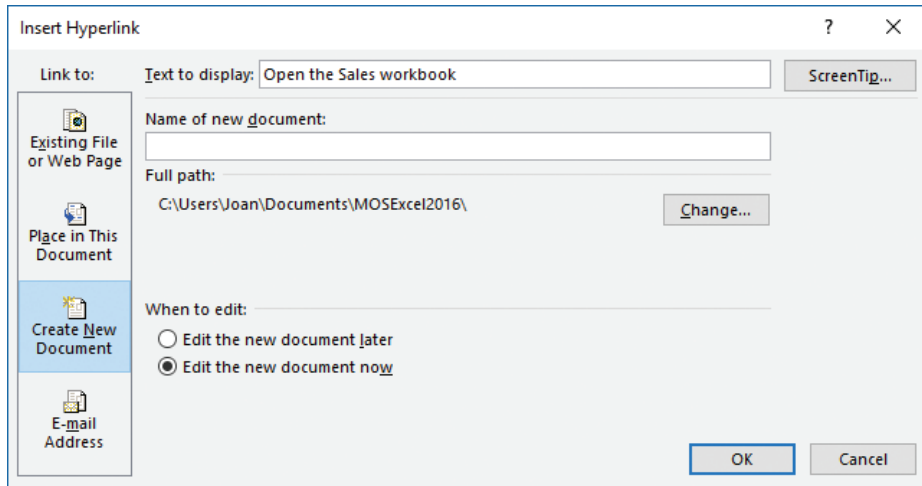 Insert Hyperlink
? ×
Link to:
Text to display: Open the Sales workbook
ScreenTip...
Existing File
or Web Page
Place in This
Document
Create New
Document
E-mail
Address
Name of new document:
Full path:
C:\Users\Joan\Documents\MOSExcel2016\
Change...
When to edit:
Edit the new document later
Edit the new document now
OK
Cancel